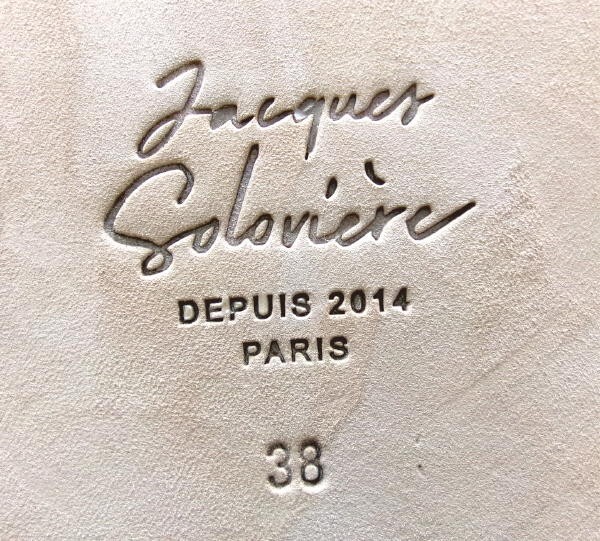 Jacques
Solovière
DEPUIS 2014
PARIS
38